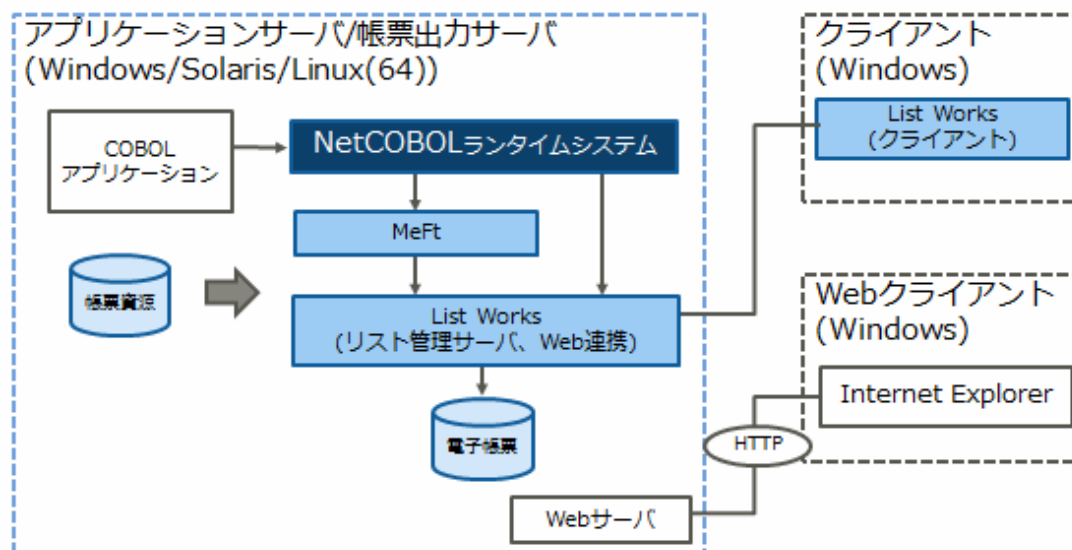 アプリケーションサーバ/帳票出力サーバ
(Windows/Solaris/Linux(64))
COBOL
アプリケーション
NetCOBOLランタイムシステム
MeFt
帳票資源
List Works
(リスト管理サーバ、Web連携)
電子帳票
Webサーバ
HTTP
クライアント
(Windows)
List Works
(クライアント)
Webクライアント
(Windows)
Internet Explorer